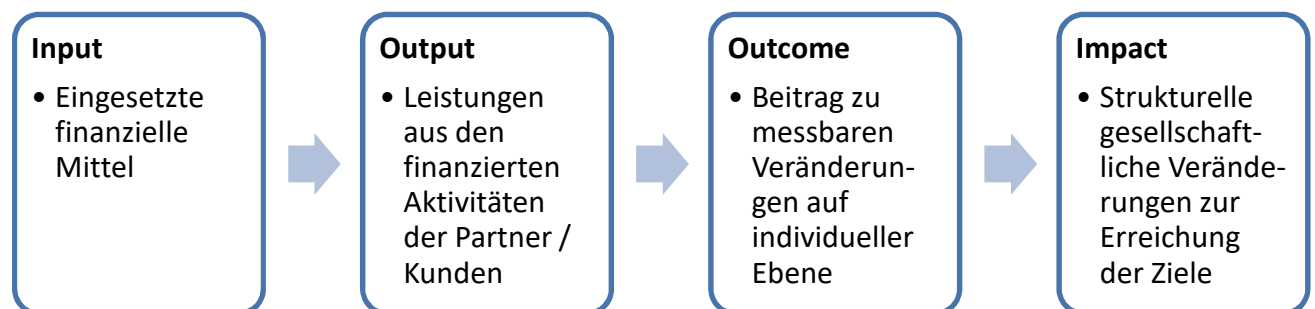 Input
• Eingesetzte
finanzielle
Mittel
Output
• Leistungen
aus den
finanzierten
Aktivitäten
der Partner /
Kunden
Outcome
• Beitrag zu
messbaren
Veränderun-
gen auf
individueller
Ebene
Impact
• Strukturelle
gesellschaft-
liche Verände-
rungen zur
Erreichung
der Ziele